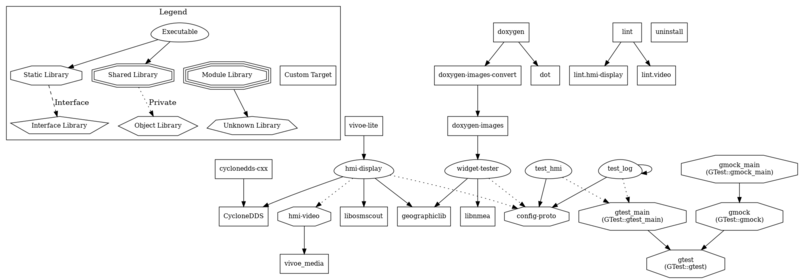 Legend
Executable
Static Library
Shared Library
Module Library
Custom Target
Interface
Private
Interface Library
Object Library
Unknown Library
doxygen
lint
uninstall
doxygen-images-convert
dot
lint.hmi-display
lint.video
vivoe-lite
doxygen-images
cyclonedds-cxx
hmi-display
widget-tester
test_hmi
test_log
gmock_main
(GTest::gmock_main)
CycloneDDS
hmi-video
libosmscout
geographiclib
libnmea
config-proto
gtest_main
(GTest::gtest_main)
gmock
(GTest::gmock)
vivoe_media
gtest
(GTest::gtest)